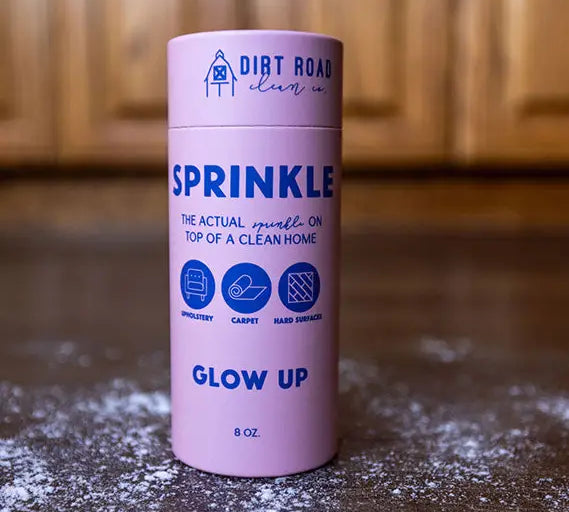 DIRT ROAD
clean co.
SPRINKLE
THE ACTUAL sprinkle ON
TOP OF A CLEAN HOME
UPHOLSTERY CARPET HARD SURFACES
GLOW UP
8 OZ.